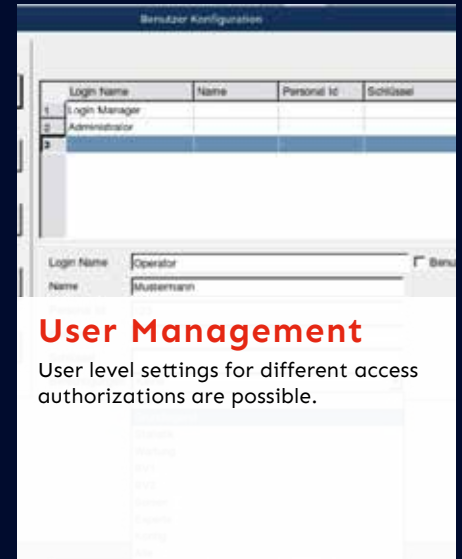 Benutzer Konfiguration
Login Name Name Personal Id Schlüssel
1 Login Manager
2 Administrator
3
Login Name Operator Benu
Name Mustermann
User Management
User level settings for different access
authorizations are possible.